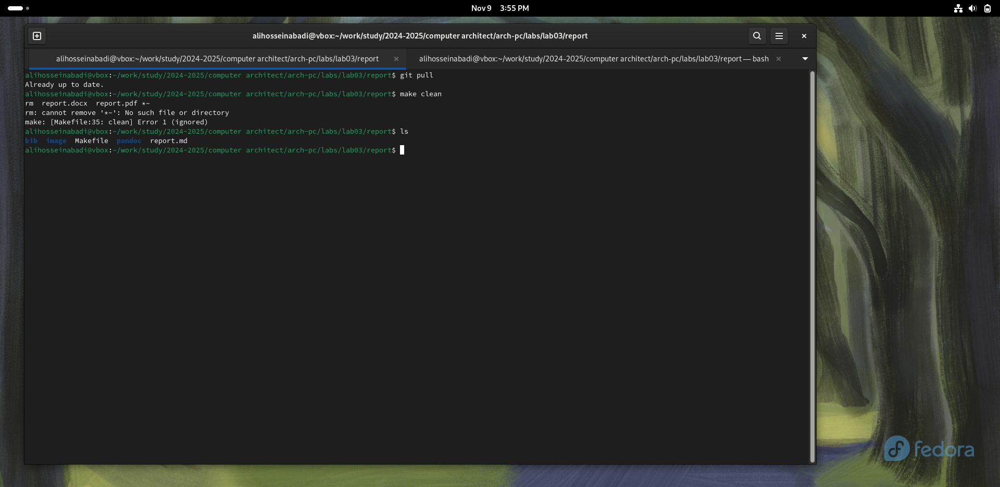 Nov 9 3:55 PM
alihosseinabadi@vbox:~/work/study/2024-2025/computer architect/arch-pc/labs/lab03/report
alihosseinabadi@vbox:~/work/study/2024-2025/computer architect/arch-pc/labs/lab03/report
alihosseinabadi@vbox:~/work/study/2024-2025/computer architect/arch-pc/labs/lab03/report — bash
alihosseinabadi@vbox:~/work/study/2024-2025/computer architect/arch-pc/labs/lab03/report$ git pull
Already up to date.
alihosseinabadi@vbox:~/work/study/2024-2025/computer architect/arch-pc/labs/lab03/report$ make clean
rm  report.docx  report.pdf *~
rm: cannot remove '*~': No such file or directory
make: [Makefile:35: clean] Error 1 (ignored)
alihosseinabadi@vbox:~/work/study/2024-2025/computer architect/arch-pc/labs/lab03/report$ ls
bib  image  Makefile  pandoc  report.md
alihosseinabadi@vbox:~/work/study/2024-2025/computer architect/arch-pc/labs/lab03/report$
fedora